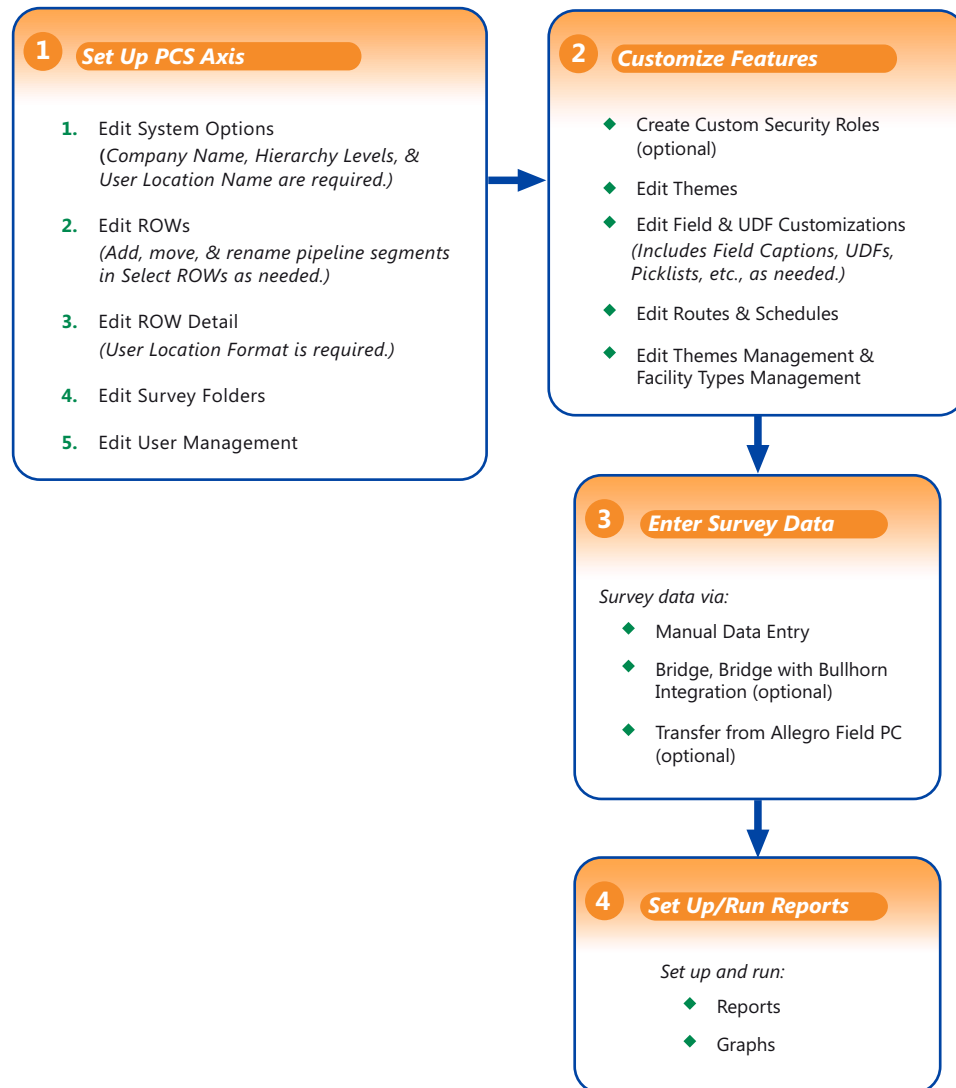 1 Set Up PCS Axis
1. Edit System Options
(Company Name, Hierarchy Levels, &
User Location Name are required.)
2. Edit ROWs
(Add, move, & rename pipeline segments
in Select ROWs as needed.)
3. Edit ROW Detail
(User Location Format is required.)
4. Edit Survey Folders
5. Edit User Management
2 Customize Features
Create Custom Security Roles
(optional)
Edit Themes
Edit Field & UDF Customizations
(Includes Field Captions, UDFs,
Picklists, etc., as needed.)
Edit Routes & Schedules
Edit Themes Management &
Facility Types Management
3 Enter Survey Data
Survey data via:
Manual Data Entry
Bridge, Bridge with Bullhorn
Integration (optional)
Transfer from Allegro Field PC
(optional)
4 Set Up/Run Reports
Set up and run:
Reports
Graphs